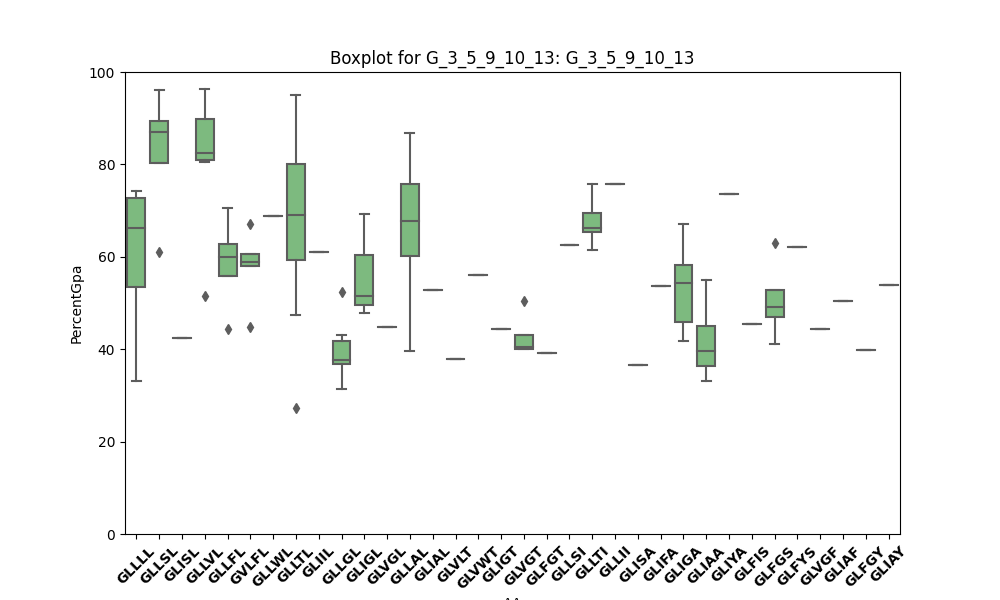 Boxplot for G_3_5_9_10_13: G_3_5_9_10_13
100
80
60
40
20
0
PercentGpa
GLLLL
GLLSL
GLISL
GLLVL
GLLFL
GVLFL
GLLWL
GLLTL
GLIIL
GLLGL
GLIGL
GLVGL
GLLAL
GLIAL
GLVLT
GLVWT
GLIGT
GLVGT
GLFGT
GLLSI
GLLTI
GLLII
GLISA
GLIFA
GLIGA
GLIAA
GLIYA
GLFIS
GLFGS
GLFYS
GLVGF
GLIAF
GLFGY
GLIAY